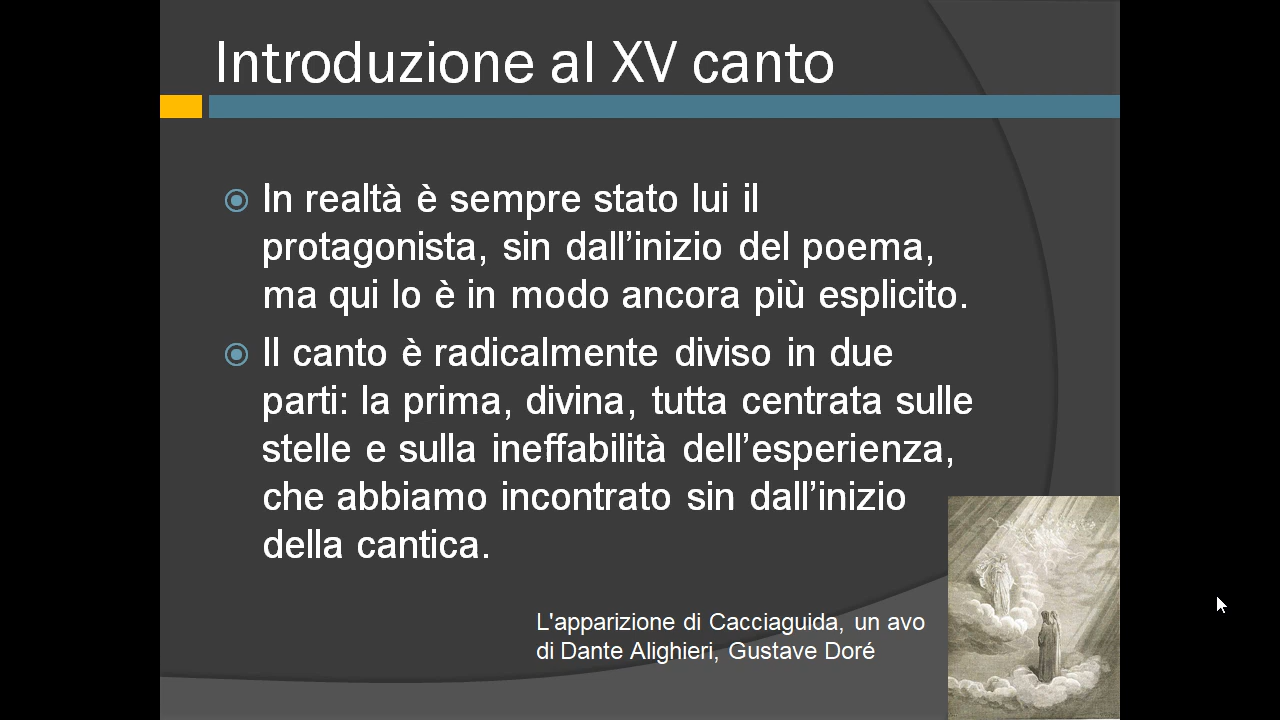 Introduzione al XV canto
In realtà è sempre stato lui il
protagonista, sin dall’inizio del poema,
ma qui lo è in modo ancora più esplicito.
Il canto è radicalmente diviso in due
parti: la prima, divina, tutta centrata sulle
stelle e sulla ineffabilità dell’esperienza,
che abbiamo incontrato sin dall’inizio
della cantica.
L'apparizione di Cacciaguida, un avo
di Dante Alighieri, Gustave Doré